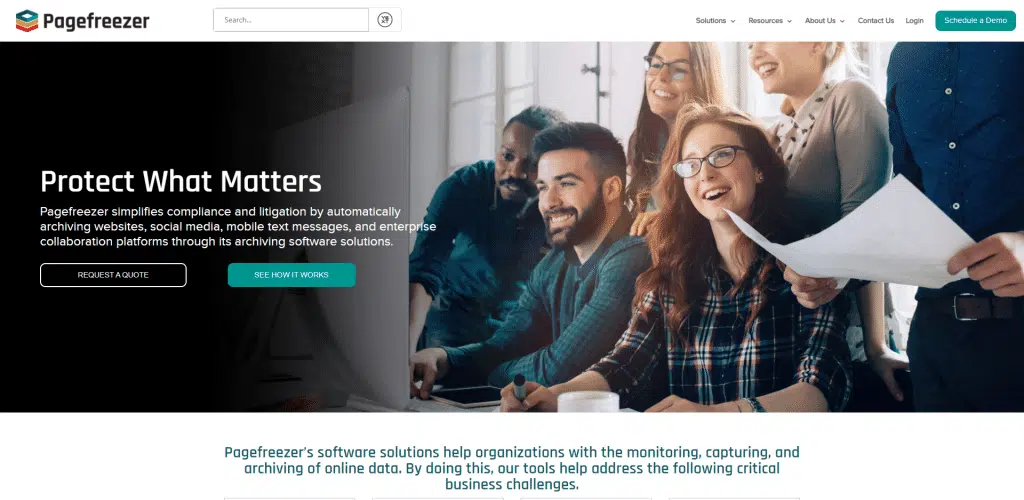 Pagefreezer
Search...
Solutions
Resources
About Us
Contact Us
Login
Schedule a Demo
Protect What Matters
Pagefreezer simplifies compliance and litigation by automatically
archiving websites, social media, mobile text messages, and enterprise
collaboration platforms through its archiving software solutions.
REQUEST A QUOTE
SEE HOW IT WORKS
Pagefreezer's software solutions help organizations with the monitoring, capturing, and
archiving of online data. By doing this, our tools help address the following critical
business challenges.